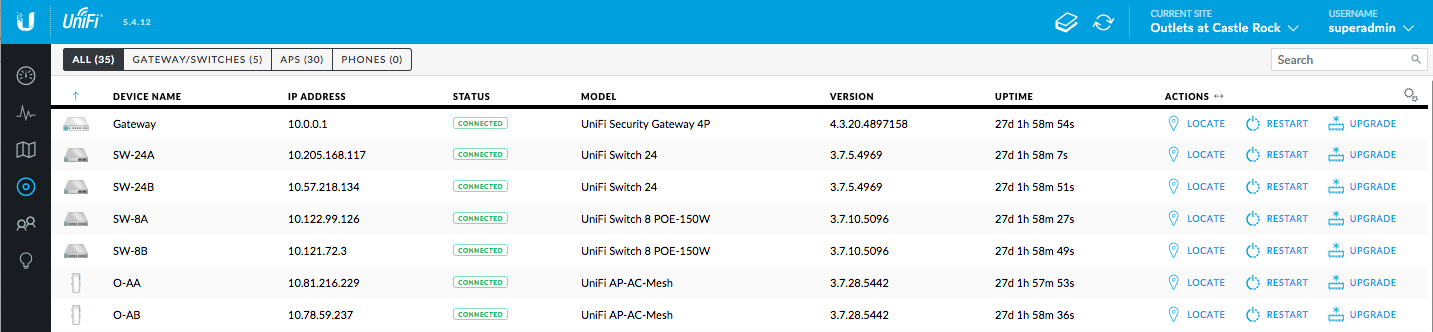 U UniFi 5.4.12 CURRENT SITE USERNAME
Outlets at Castle Rock superadmin
ALL (35) GATEWAY/SWITCHES (5) APS (30) PHONES (0) Search
DEVICE NAME IP ADDRESS STATUS MODEL VERSION UPTIME ACTIONS
Gateway 10.0.0.1 CONNECTED UniFi Security Gateway 4P 4.3.20.4897158 27d 1h 58m 54s LOCATE RESTART UPGRADE
SW-24A 10.205.168.117 CONNECTED UniFi Switch 24 3.7.5.4969 27d 1h 58m 7s LOCATE RESTART UPGRADE
SW-24B 10.57.218.134 CONNECTED UniFi Switch 24 3.7.5.4969 27d 1h 58m 51s LOCATE RESTART UPGRADE
SW-8A 10.122.99.126 CONNECTED UniFi Switch 8 POE-150W 3.7.10.5096 27d 1h 58m 27s LOCATE RESTART UPGRADE
SW-8B 10.121.72.3 CONNECTED UniFi Switch 8 POE-150W 3.7.10.5096 27d 1h 58m 49s LOCATE RESTART UPGRADE
O-AA 10.81.216.229 CONNECTED UniFi AP-AC-Mesh 3.7.28.5442 27d 1h 57m 53s LOCATE RESTART UPGRADE
O-AB 10.78.59.237 CONNECTED UniFi AP-AC-Mesh 3.7.28.5442 27d 1h 58m 36s LOCATE RESTART UPGRADE